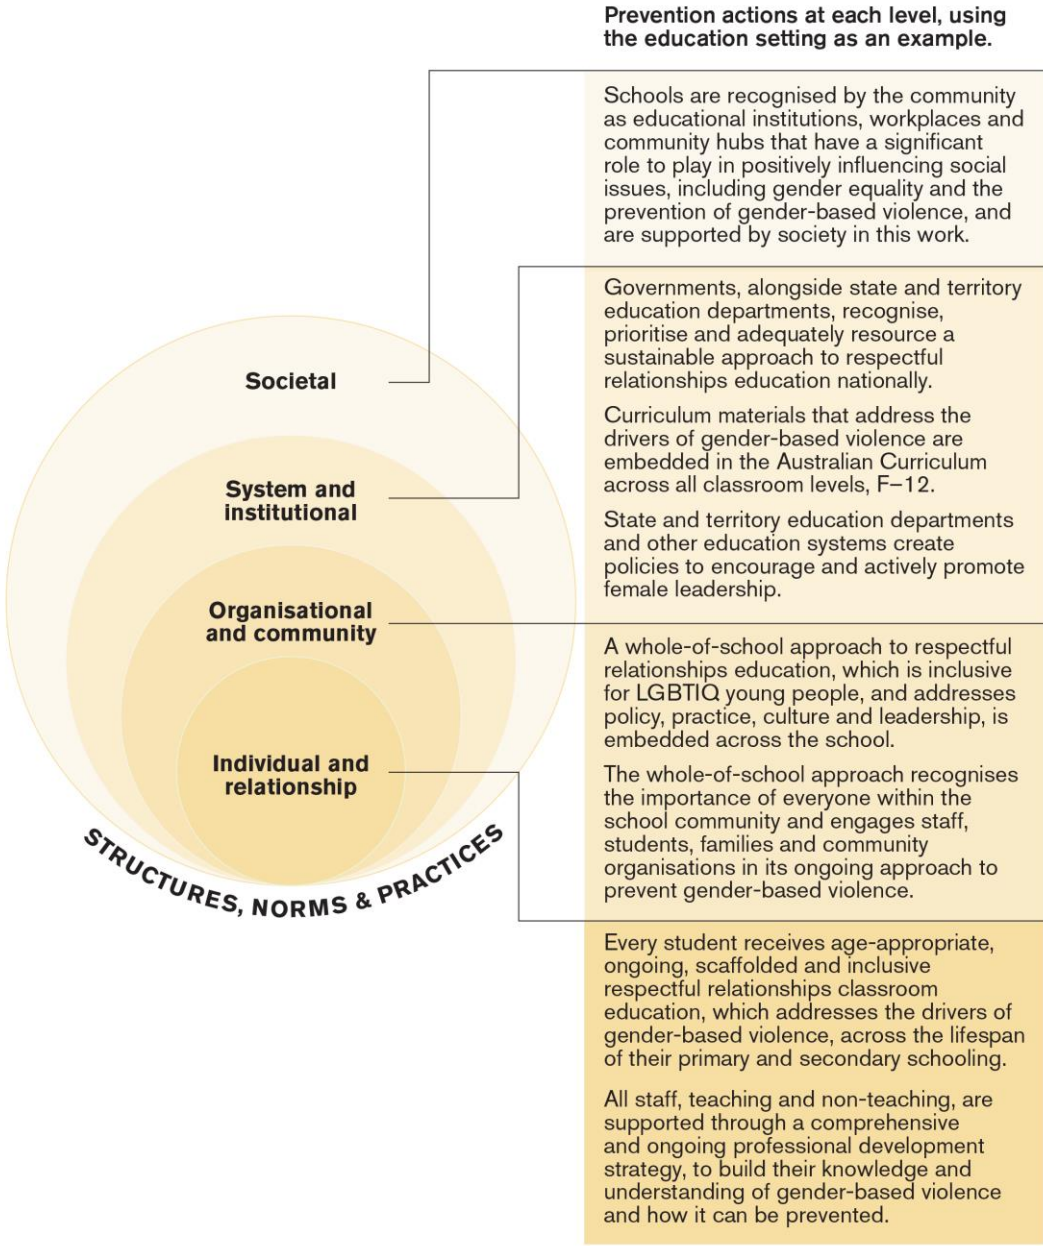 Prevention actions at each level, using
the education setting as an example.
Schools are recognised by the community
as educational institutions, workplaces and
community hubs that have a significant
role to play in positively influencing social
issues, including gender equality and the
prevention of gender-based violence, and
are supported by society in this work.
Governments, alongside state and territory
education departments, recognise,
prioritise and adequately resource a
sustainable approach to respectful
relationships education nationally.
Curriculum materials that address the
drivers of gender-based violence are
embedded in the Australian Curriculum
across all classroom levels, F–12.
State and territory education departments
and other education systems create
policies to encourage and actively promote
female leadership.
A whole-of-school approach to respectful
relationships education, which is inclusive
for LGBTIQ young people, and addresses
policy, practice, culture and leadership, is
embedded across the school.
The whole-of-school approach recognises
the importance of everyone within the
school community and engages staff,
students, families and community
organisations in its ongoing approach to
prevent gender-based violence.
Every student receives age-appropriate,
ongoing, scaffolded and inclusive
respectful relationships classroom
education, which addresses the drivers of
gender-based violence, across the lifespan
of their primary and secondary schooling.
All staff, teaching and non-teaching, are
supported through a comprehensive
and ongoing professional development
strategy, to build their knowledge and
understanding of gender-based violence
and how it can be prevented.
Societal
System and
institutional
Organisational
and community
Individual and
relationship
STRUCTURES, NORMS & PRACTICES